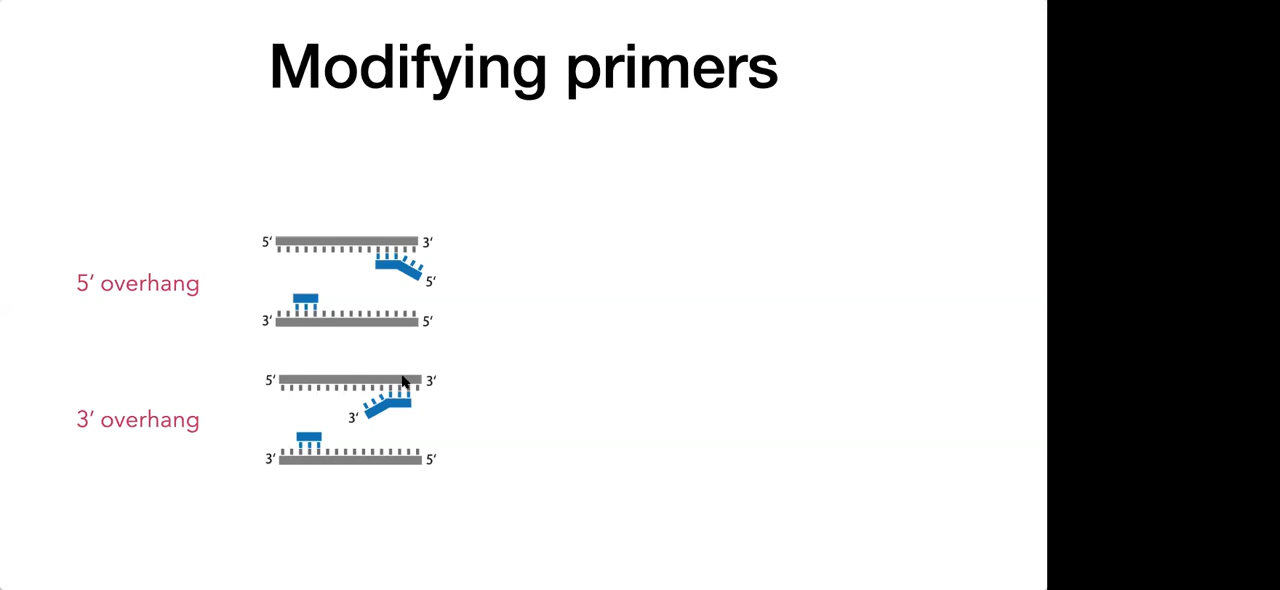 Modifying primers
5‘ 3‘
5‘ overhang
5‘
3‘ 5‘
5‘ 3‘
3‘ overhang
3‘
3‘ 5‘